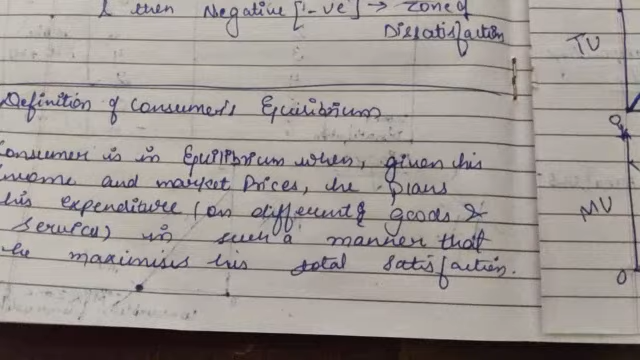 & then Negative [-ve] → Zone of
Dissatisfaction
TU
Definition of Consumer's Equilibrium
Consumer is in Equilibrium when, given his
income and market Prices, he plans
his expenditure (on different goods &
services) in such a manner that
he maximises his total satisfaction.
MU
O